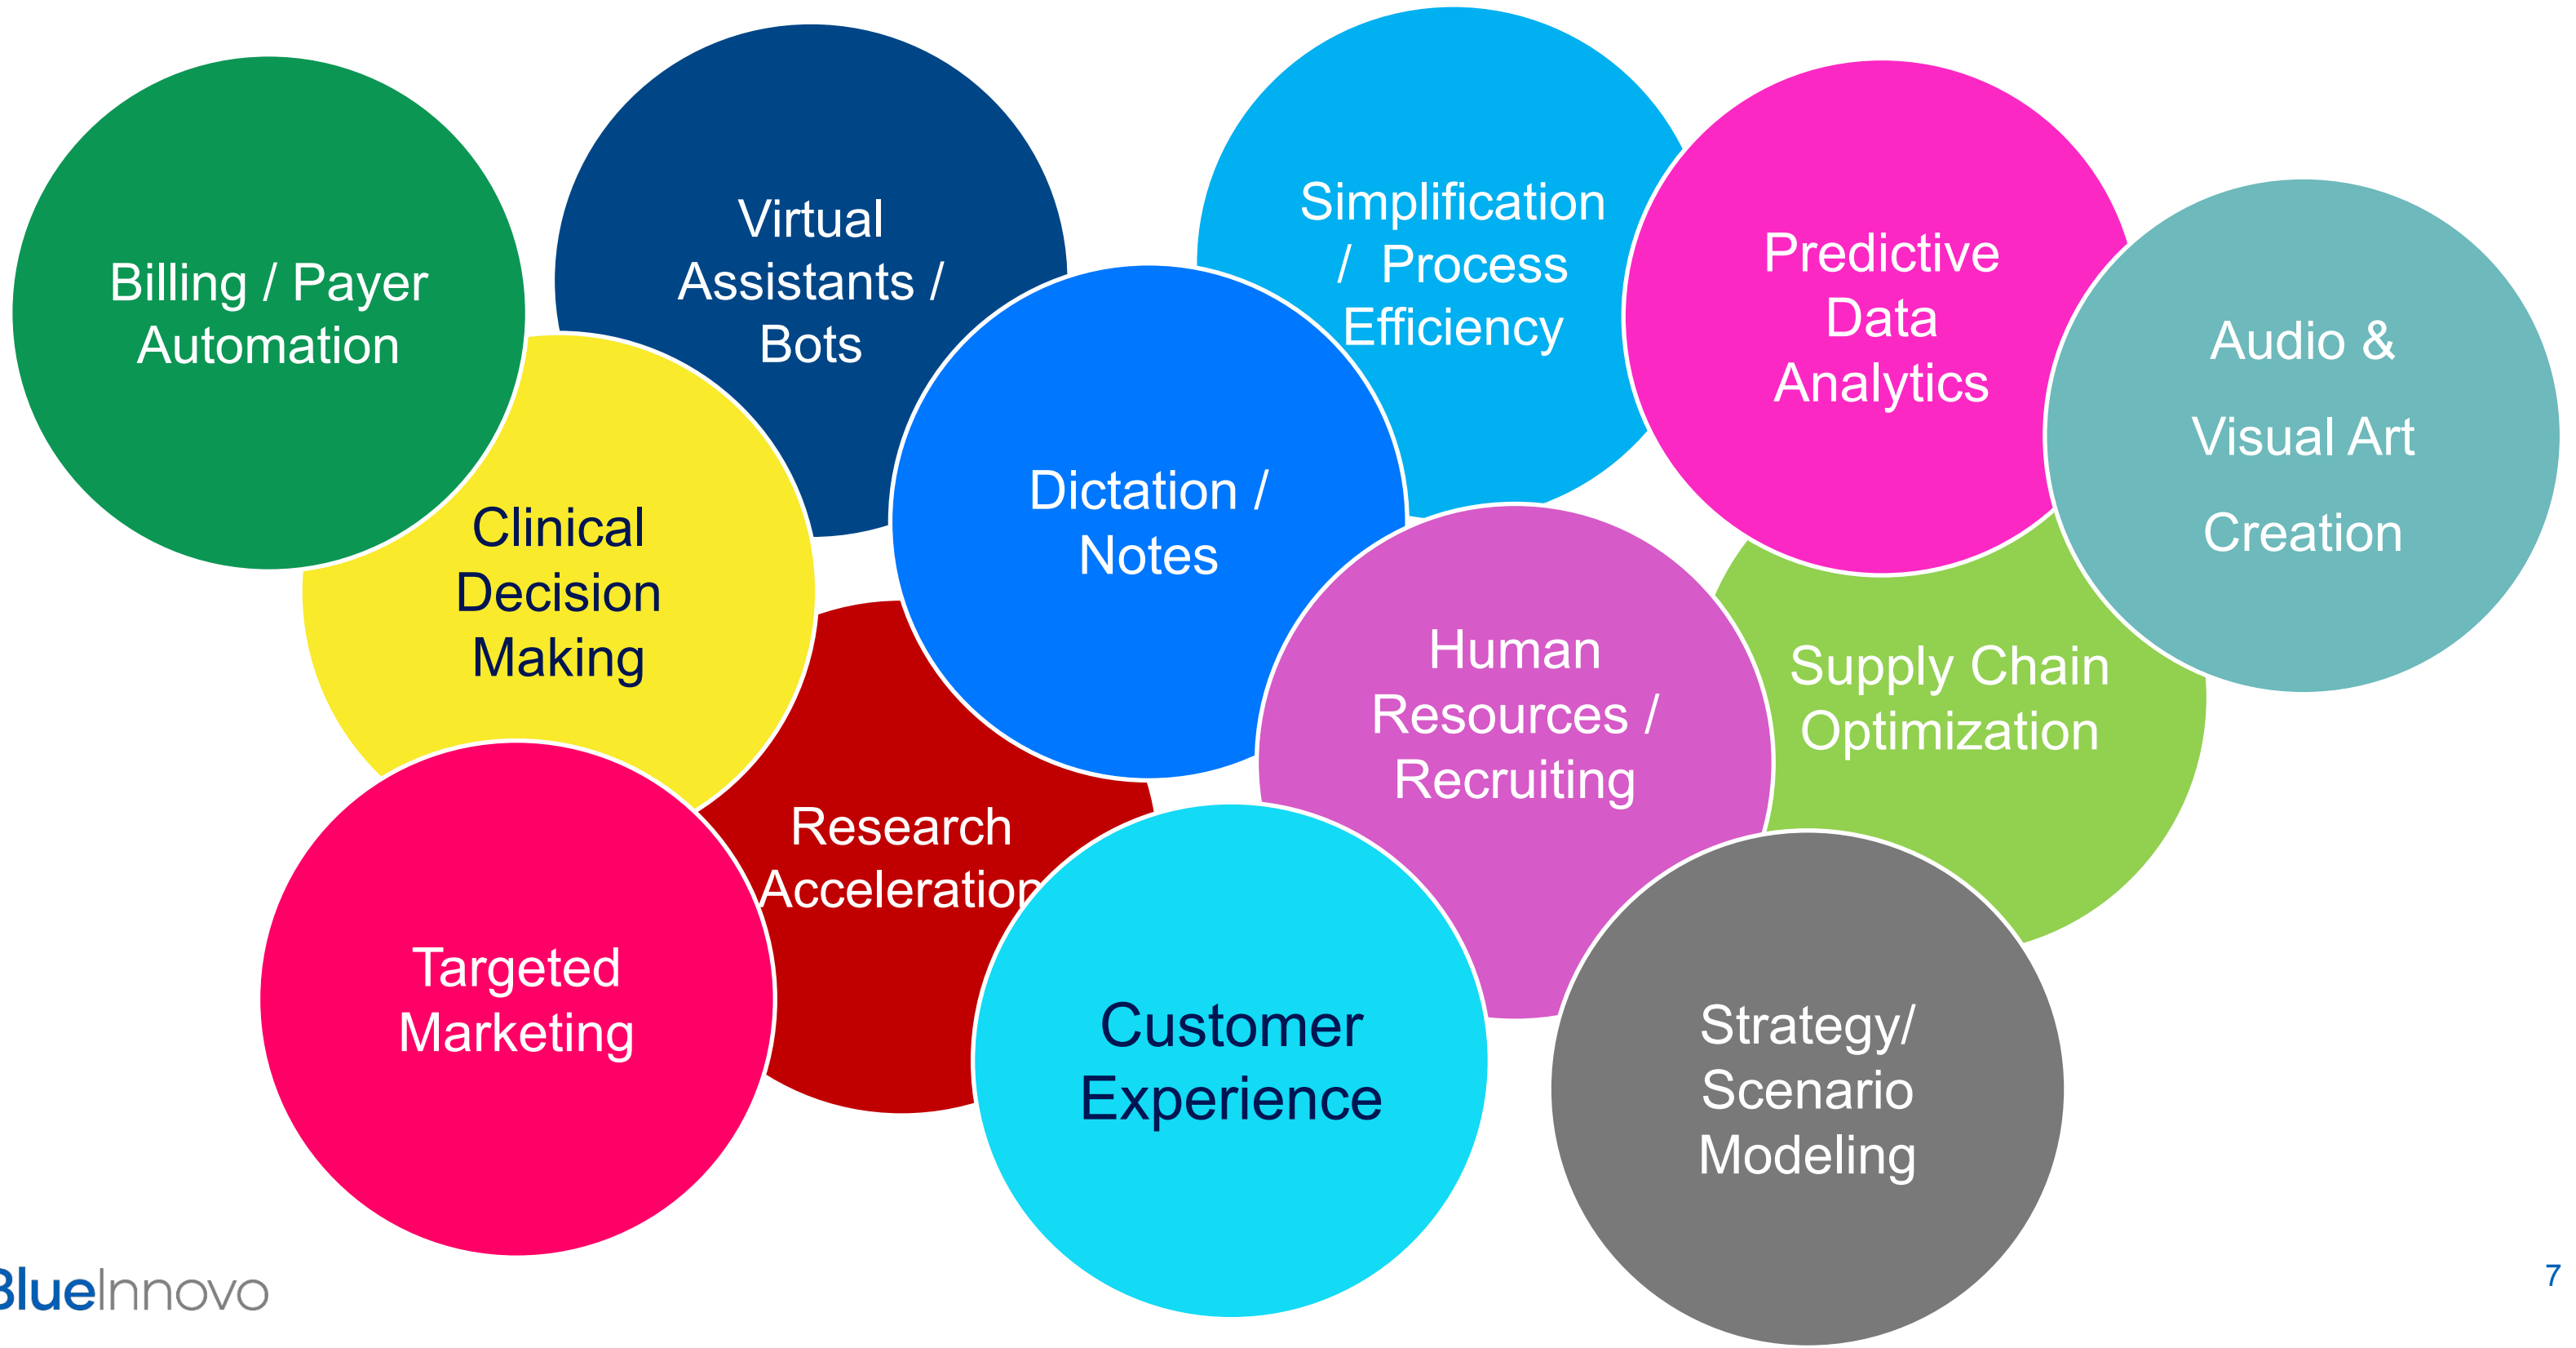 Billing / Payer
Automation
Virtual
Assistants /
Bots
Simplification
/ Process
Efficiency
Predictive
Data
Analytics
Audio &
Visual Art
Creation
Clinical
Decision
Making
Dictation /
Notes
Human
Resources /
Recruiting
Supply Chain
Optimization
Research
Acceleration
Targeted
Marketing
Customer
Experience
Strategy/
Scenario
Modeling
BlueInnovo
7